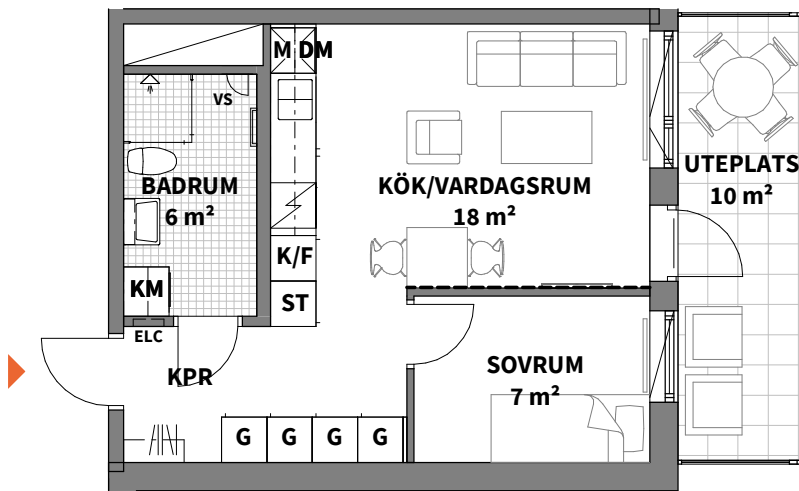 M DM
VS
BADRUM
6 m²
KÖK/VARDAGSRUM
18 m²
UTEPLATS
10 m²
K/F
KM
ST
ELC
KPR
SOVRUM
7 m²
G G G G